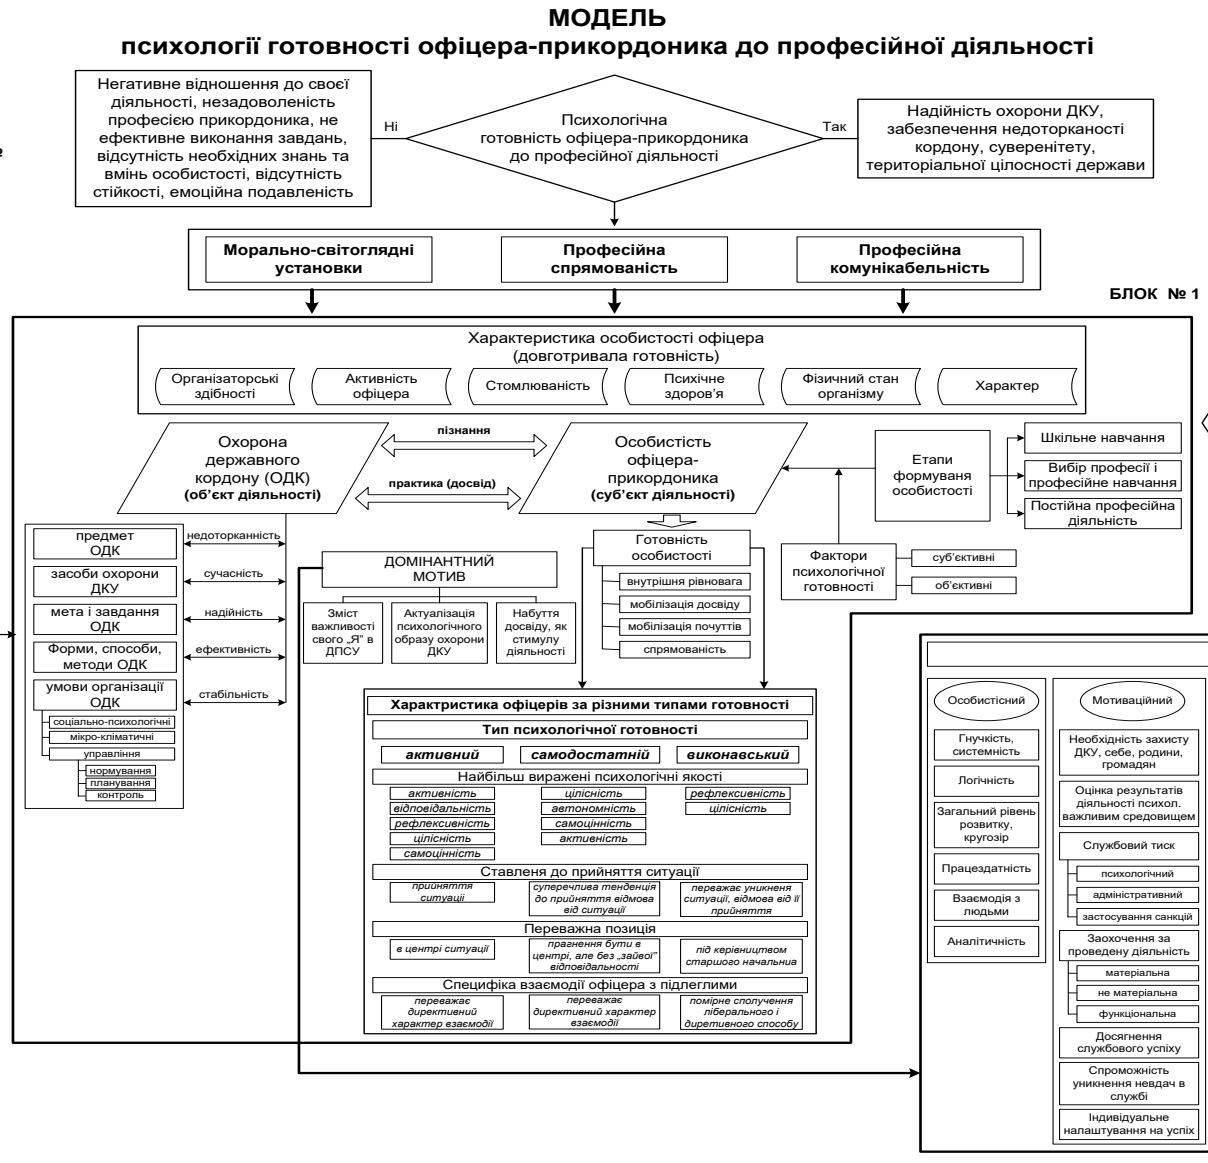 МОДЕЛЬ
психології готовності офіцера-прикордоника до професійної діяльності
Негативне відношення до своєї
діяльності, незадоволеність
професією прикордоника, не
ефективне виконання завдань,
відсутність необхідних знань та
вмінь особистості, відсутність
стійкості, емоційна подавленість
Ні
Психологічна
готовність офіцера-прикордоника
до професійної діяльності
Так
Надійність охорони ДКУ,
забезпечення недоторканості
кордону, суверенітету,
територіальної цілосності держави
Морально-світоглядні
установки
Професійна
спрямованість
Професійна
комунікабельність
БЛОК № 1
Характеристика особистості офіцера
(довготривала готовність)
Організаторські
здібності
Активність
офіцера
Стомлюваність
Психічне
здоров’я
Фізичний стан
організму
Характер
Охорона
державного
кордону (ОДК)
(об’єкт діяльності)
пізнання
практика (досвід)
Особистість
офіцера-
прикордоника
(суб’єкт діяльності)
Етапи
формуваня
особистості
Шкільне навчання
Вибір професії і
професійне навчання
Постійна професійна
діяльність
Фактори
психологічної
готовності
суб’єктивні
об’єктивні
предмет
ОДК
засоби охорони
ДКУ
мета і завдання
ОДК
Форми, способи,
методи ОДК
умови організації
ОДК
соціально-психологічні
мікро-кліматичні
управління
нормування
планування
контроль
недоторканність
сучасність
надійність
ефективність
стабільність
ДОМІНАНТНИЙ
МОТИВ
Зміст
важливості
свого „Я” в
ДПСУ
Актуалізація
психологічного
образу охорони
ДКУ
Набуття
досвіду, як
стимулу
діяльності
Готовність
особистості
внутрішня рівновага
мобілізація досвіду
мобілізація почуттів
спрямованість
Характристика офіцерів за різними типами готовності
Тип психологічної готовності
активний
самодостатній
виконавський
Найбільш виражені психологічні якості
активність
відповідальність
рефлексивність
цілісність
самоцінність
цілісність
автономність
самоцінність
активність
рефлексивність
цілісність
Ставленя до прийняття ситуації
прийняття
ситуації
суперечлива тенденція
до прийняття відмова
від ситуації
переважає уникненя
ситуації, відмова від її
прийняття
Переважна позиція
в центрі ситуації
прагнення бути в
центрі, але без „зайвої”
відповідальності
під керівництвом
старшого начальниа
Специфіка взаємодії офіцера з підлеглими
переважає
директивний
характер взаємодії
переважає
директивний характер
взаємодії
помірне сполучення
ліберального і
диретивного способу
Особистісний
Гнучкість,
системність
Логічність
Загальний рівень
розвитку,
кругозір
Працездатність
Взаємодія з
людьми
Аналітичність
Мотиваційний
Необхідність захисту
ДКУ, себе, родини,
громадян
Оцінка результатів
діяльності психол.
важливим средовищем
Службовий тиск
психологічний
адміністративний
застосування санкцій
Заохочення за
проведену діяльність
матеріальна
не матеріальна
функціональна
Досягнення
службового успіху
Спроможність
уникнення невдач в
службі
Індивідуальне
налаштування на успіх